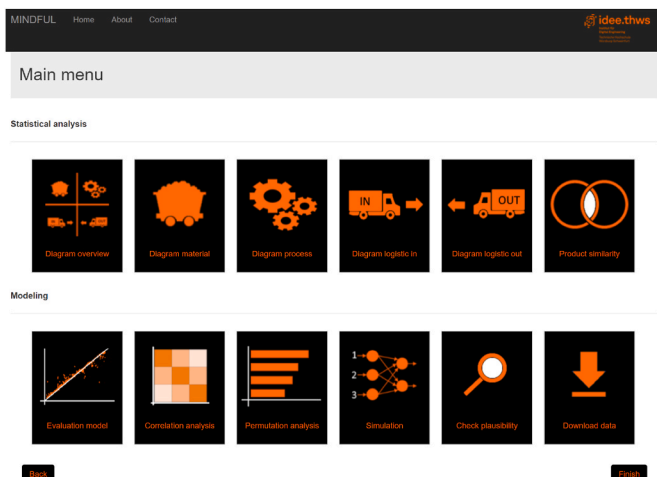 MINDFUL Home About Contact
idee.thws
Main menu
Statistical analysis
IN
OUT
Diagram overview
Diagram material
Diagram process
Diagram logistic in
Diagram logistic out
Product similarity
Modeling
1
2
3
Evaluation model
Correlation analysis
Permutation analysis
Simulation
Check plausibility
Download data
Back
Finish